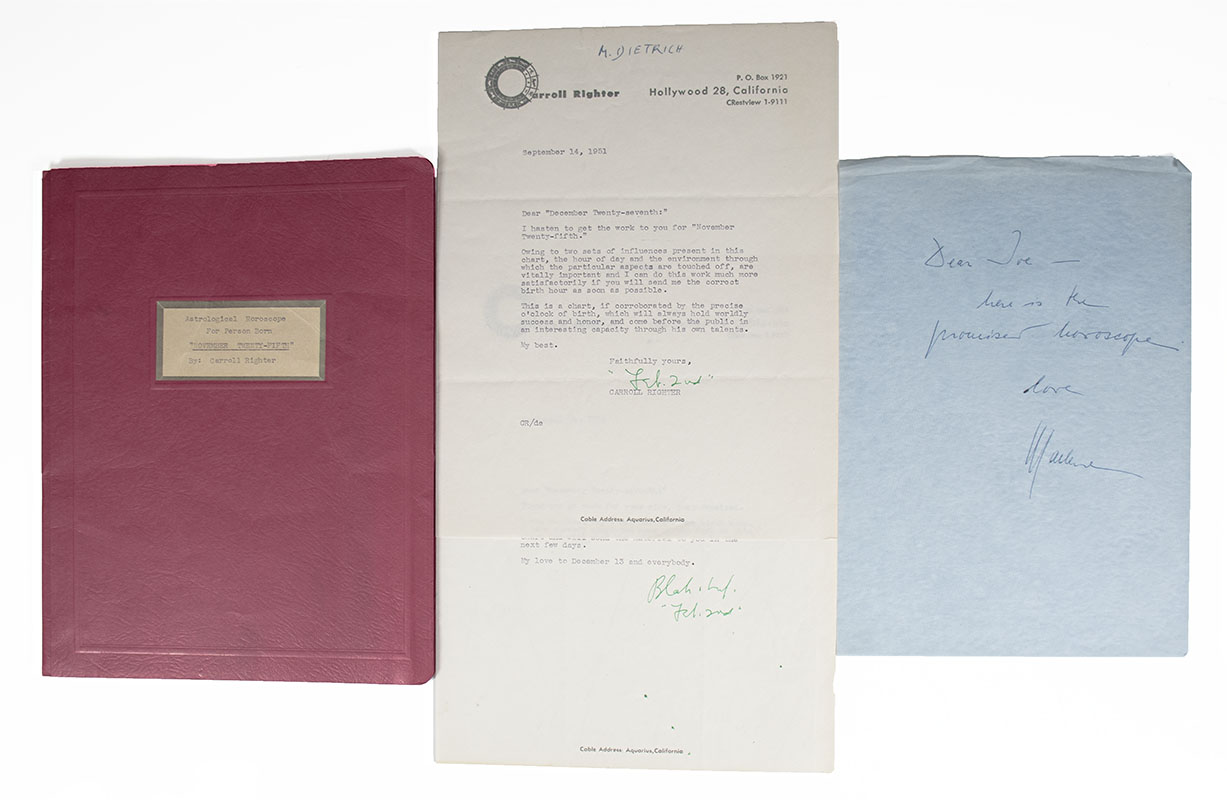 Astrological Horoscope
For Person Born
"NOVEMBER TWENTY-FIFTH"
By: Carroll Righter
M. DIETRICH
Carroll Righter
P. O. Box 1921
Hollywood 28, California
CRestview 1-9111
September 14, 1951
Dear "December Twenty-seventh:"
I hasten to get the work to you for "November
Twenty-fifth."
Owing to two sets of influences present in this
chart, the hour of day and the environment through
which the particular aspects are touched off, are
vitally important and I can do this work much more
satisfactorily if you will send me the correct
birth hour as soon as possible.
This is a chart, if corroborated by the precise
o'clock of birth, which will always hold worldly
success and honor, and come before the public in
an interesting capacity through his own talents.
My best.
Faithfully yours,
"Feb. 2nd"
CARROLL RIGHTER
CR/de
Cable Address: Aquarius, California
next few days.
My love to December 13 and everybody.
"Feb. 2nd"
Cable Address: Aquarius, California
Dear Joe —
here is the
promised horoscope
love
Marlene